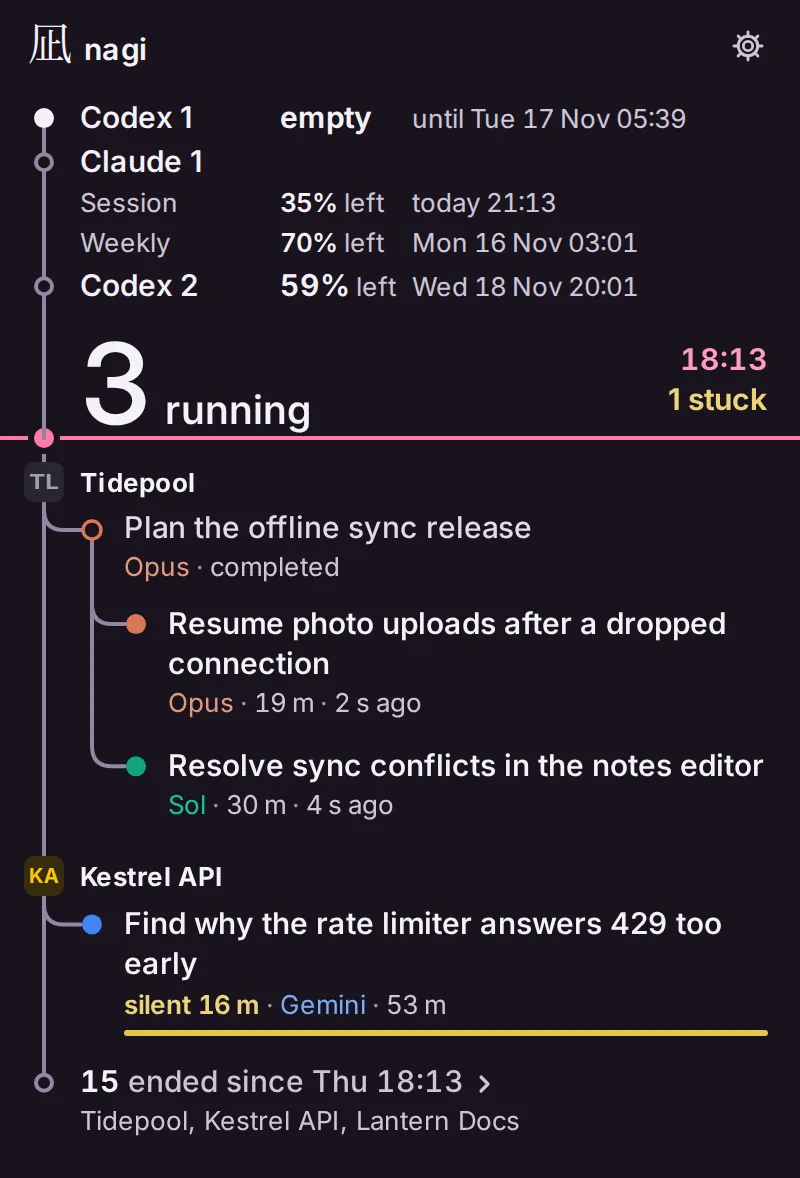 凪 nagi
Codex 1 empty until Tue 17 Nov 05:39
Claude 1
Session 35% left today 21:13
Weekly 70% left Mon 16 Nov 03:01
Codex 2 59% left Wed 18 Nov 20:01
3 running
18:13
1 stuck
TL Tidepool
Plan the offline sync release
Opus · completed
Resume photo uploads after a dropped
connection
Opus · 19 m · 2 s ago
Resolve sync conflicts in the notes editor
Sol · 30 m · 4 s ago
KA Kestrel API
Find why the rate limiter answers 429 too
early
silent 16 m · Gemini · 53 m
15 ended since Thu 18:13 ›
Tidepool, Kestrel API, Lantern Docs